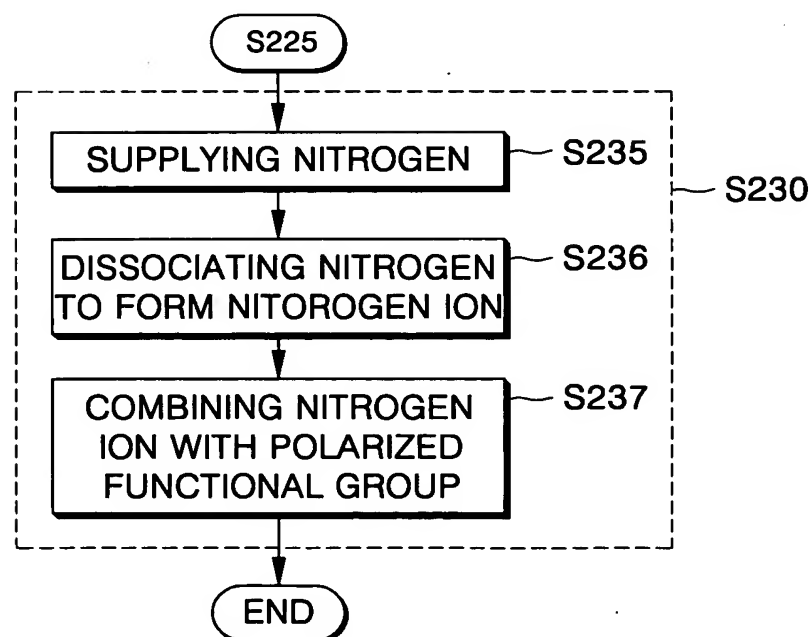 S225
SUPPLYING NITROGEN
S235
S230
DISSOCIATING NITROGEN
TO FORM NITOROGEN ION
S236
COMBINING NITROGEN
ION WITH POLARIZED
FUNCTIONAL GROUP
S237
END